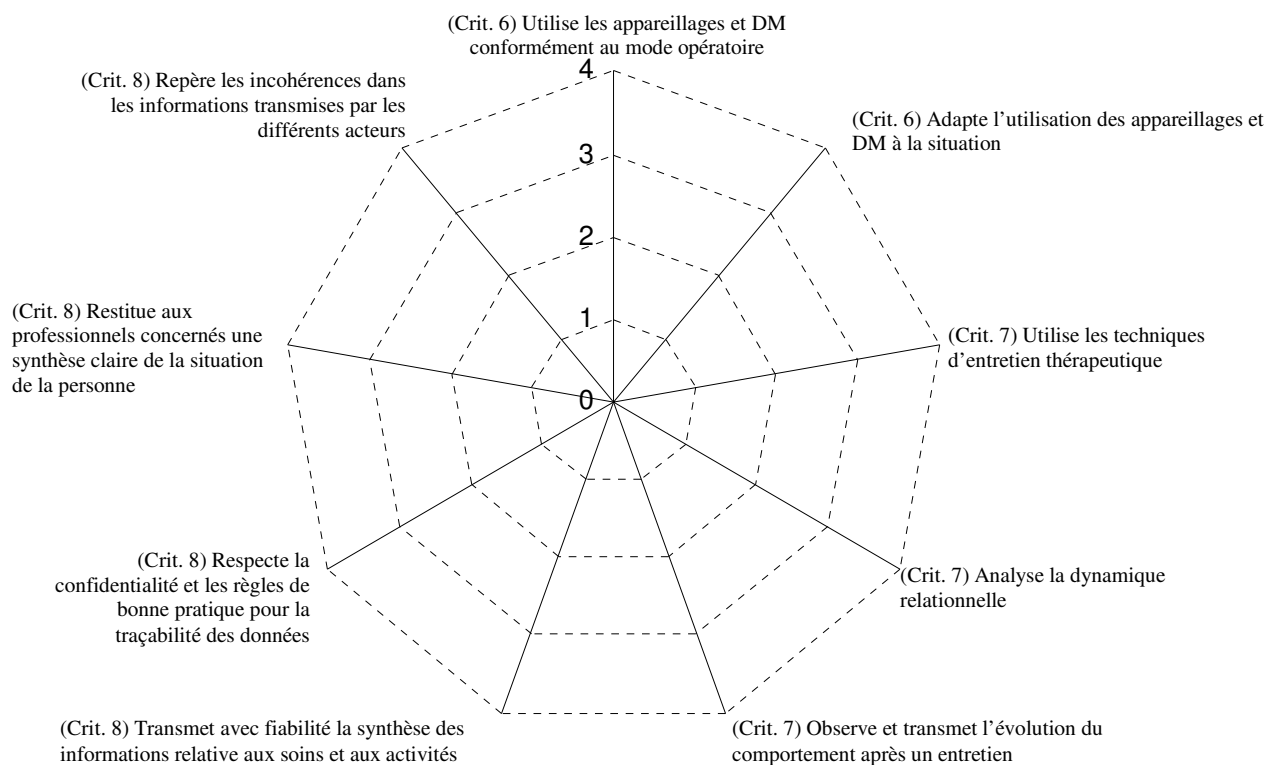 (Crit. 6) Utilise les appareillages et DM
conformément au mode opératoire
(Crit. 8) Repère les incohérences dans
les informations transmises par les
différents acteurs
(Crit. 6) Adapte l’utilisation des appareillages et
DM à la situation
4
3
2
1
0
(Crit. 8) Restitue aux
professionnels concernés une
synthèse claire de la situation
de la personne
(Crit. 7) Utilise les techniques
d’entretien thérapeutique
(Crit. 8) Respecte la
confidentialité et les règles de
bonne pratique pour la
traçabilité des données
(Crit. 7) Analyse la dynamique
relationnelle
(Crit. 8) Transmet avec fiabilité la synthèse des
informations relative aux soins et aux activités
(Crit. 7) Observe et transmet l’évolution du
comportement après un entretien